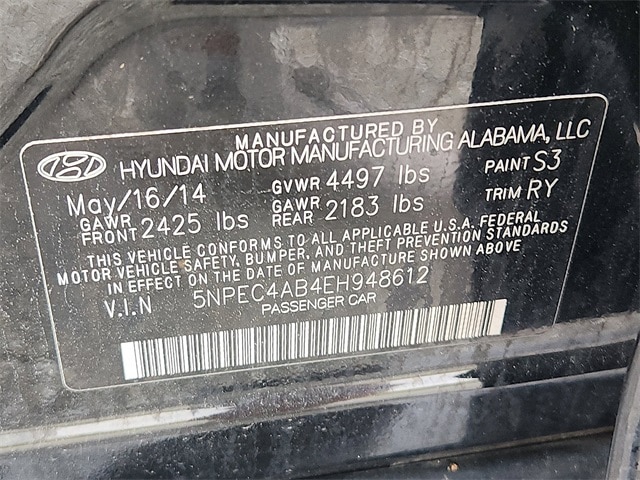 MANUFACTURED BY
HYUNDAI MOTOR MANUFACTURING ALABAMA, LLC
May/16/14 GVWR 4497 lbs PAINT S3
GAWR FRONT 2425 lbs GAWR REAR 2183 lbs TRIM RY
THIS VEHICLE CONFORMS TO ALL APPLICABLE U.S.A. FEDERAL
MOTOR VEHICLE SAFETY, BUMPER, AND THEFT PREVENTION STANDARDS
IN EFFECT ON THE DATE OF MANUFACTURE SHOWN ABOVE
V.I.N 5NPEC4AB4EH948612
PASSENGER CAR